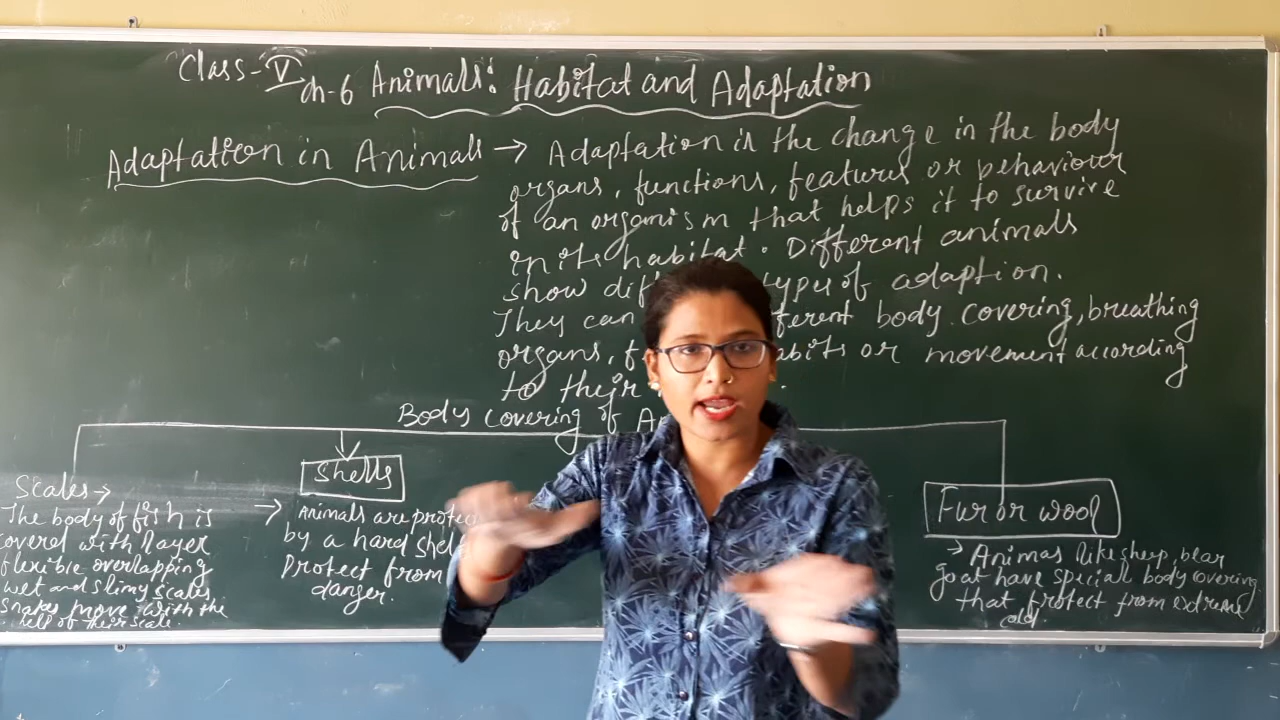 Class-V ch-6 Animals: Habitat and Adaptation
Adaptation in Animals → Adaptation is the change in the body
organs, functions, features or behaviour
of an organism that helps it to survive
in its habitat. Different animals
show dif types of adaption.
They can ferent body covering, breathing
organs, f abits or movement according
to their .
Body covering of A
Scales →
The body of fish is
covered with layer
flexible overlapping
wet and slimy scales
Snakes move with the
help of their scale.
Shells
→ Animals are protec
by a hard shel
Protect from
danger.
Fur or wool
→ Animas like sheep, bear
goat have special body covering
that protect from extreme
cold.